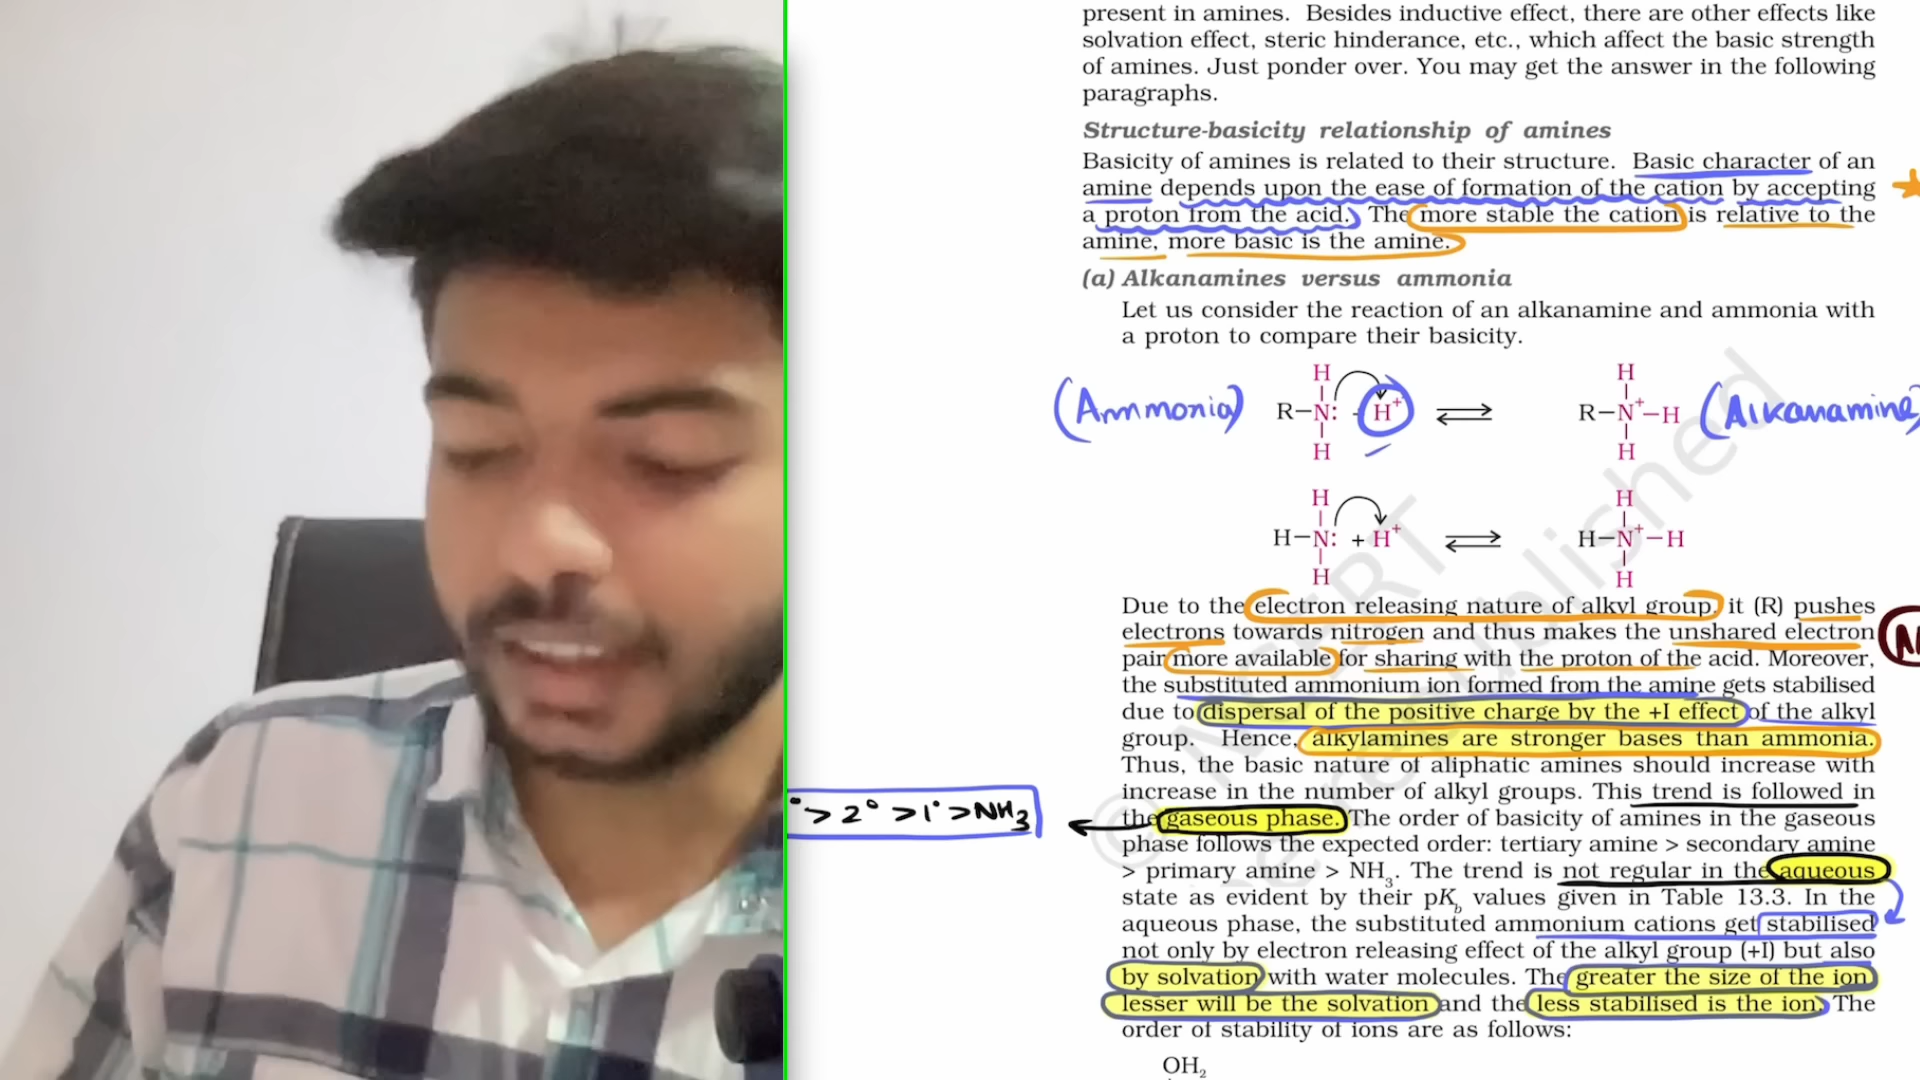 present in amines. Besides inductive effect, there are other effects like
solvation effect, steric hinderance, etc., which affect the basic strength
of amines. Just ponder over. You may get the answer in the following
paragraphs.
Structure-basicity relationship of amines
Basicity of amines is related to their structure. Basic character of an
amine depends upon the ease of formation of the cation by accepting
a proton from the acid. The more stable the cation is relative to the
amine, more basic is the amine.
(a) Alkanamines versus ammonia
Let us consider the reaction of an alkanamine and ammonia with
a proton to compare their basicity.
H H
(Ammonia) R–N: H⁺ ⇌ R–N⁺–H (Alkanamine)
H H
H H
H–N: + H⁺ ⇌ H–N⁺–H
H H
Due to the electron releasing nature of alkyl group, it (R) pushes
electrons towards nitrogen and thus makes the unshared electron
pair more available for sharing with the proton of the acid. Moreover,
the substituted ammonium ion formed from the amine gets stabilised
due to dispersal of the positive charge by the +I effect of the alkyl
group. Hence, alkylamines are stronger bases than ammonia.
Thus, the basic nature of aliphatic amines should increase with
increase in the number of alkyl groups. This trend is followed in
° > 2° > 1° > NH₃
the gaseous phase. The order of basicity of amines in the gaseous
phase follows the expected order: tertiary amine > secondary amine
> primary amine > NH₃. The trend is not regular in the aqueous
state as evident by their pK_b values given in Table 13.3. In the
aqueous phase, the substituted ammonium cations get stabilised
not only by electron releasing effect of the alkyl group (+I) but also
by solvation with water molecules. The greater the size of the ion
lesser will be the solvation and the less stabilised is the ion. The
order of stability of ions are as follows:
OH₂
© NCERT
republished